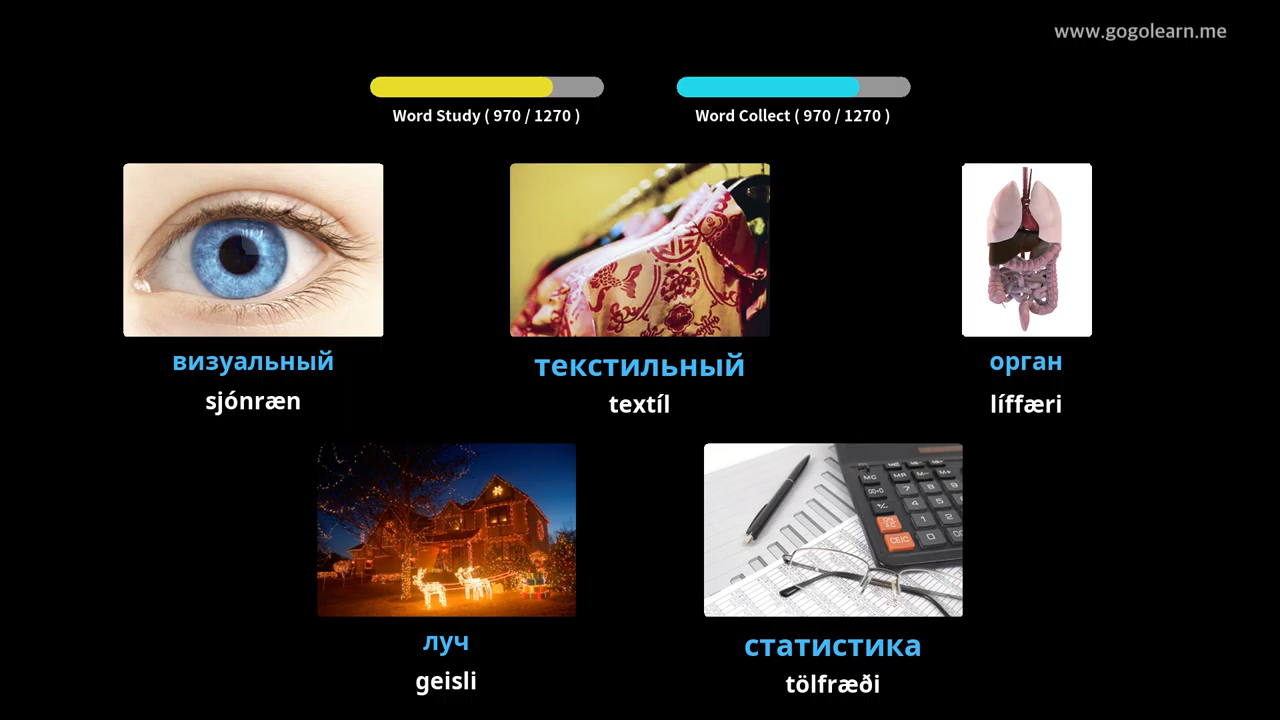 www.gogolearn.me
Word Study ( 970 / 1270 )
Word Collect ( 970 / 1270 )
визуальный
sjónræn
текстильный
textíl
орган
líffæri
луч
geisli
статистика
tölfræði